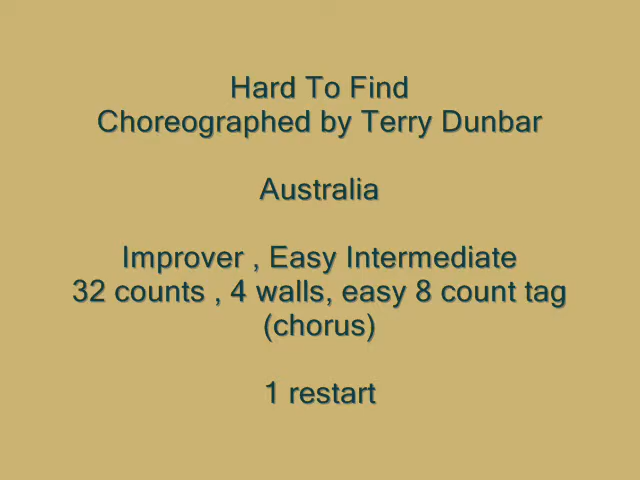 Hard To Find
Choreographed by Terry Dunbar
Australia
Improver , Easy Intermediate
32 counts , 4 walls, easy 8 count tag
(chorus)
1 restart